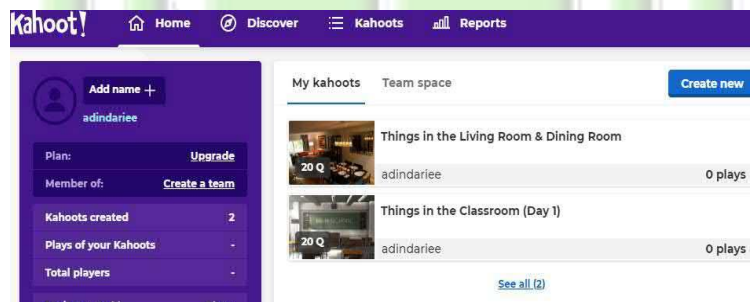 Kahoot! Home Discover Kahoots Reports
Add name +
adindariee
Plan: Upgrade
Member of: Create a team
Kahoots created 2
Plays of your Kahoots -
Total players -
My kahoots Team space Create new
Things in the Living Room & Dining Room
20 Q
adindariee 0 plays
Things in the Classroom (Day 1)
20 Q
adindariee 0 plays
See all (2)